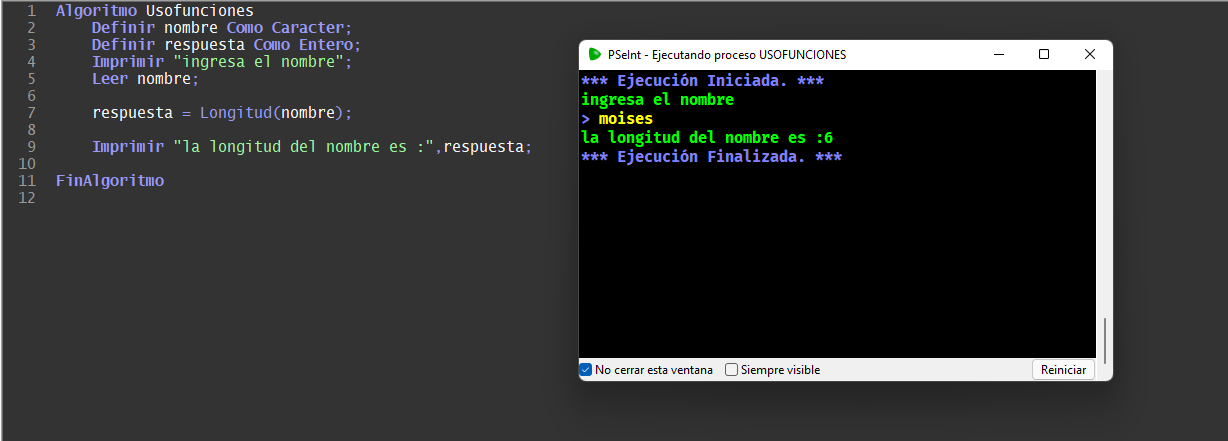 1 Algoritmo Usofunciones
2 Definir nombre Como Caracter;
3 Definir respuesta Como Entero;
4 Imprimir "ingresa el nombre";
5 Leer nombre;
6
7 respuesta = Longitud(nombre);
8
9 Imprimir "la longitud del nombre es :",respuesta;
10
11 FinAlgoritmo
12
PSeInt - Ejecutando proceso USOFUNCIONES
*** Ejecución Iniciada. ***
ingresa el nombre
> moises
la longitud del nombre es :6
*** Ejecución Finalizada. ***
No cerrar esta ventana Siempre visible Reiniciar